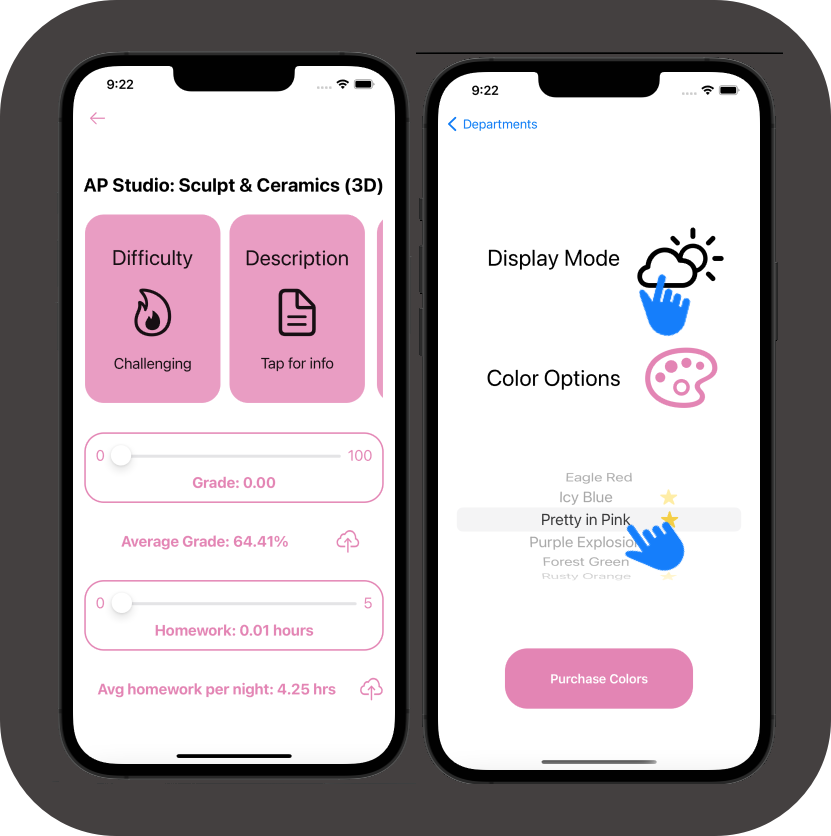 9:22
AP Studio: Sculpt & Ceramics (3D)
Difficulty
Challenging
Description
Tap for info
0
100
Grade: 0.00
Average Grade: 64.41%
0
5
Homework: 0.01 hours
Avg homework per night: 4.25 hrs
9:22
Departments
Display Mode
Color Options
Eagle Red
Icy Blue
Pretty in Pink
Purple Explosion
Forest Green
Rusty Orange
Purchase Colors